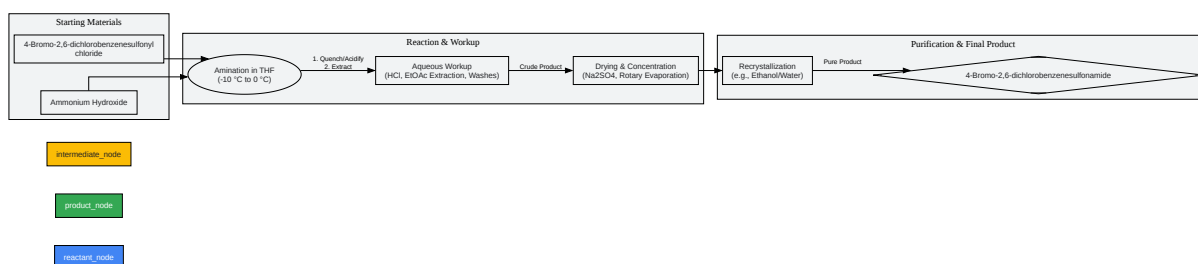 Starting Materials
4-Bromo-2,6-dichlorobenzenesulfonyl
chloride
Ammonium Hydroxide
Reaction & Workup
Amination in THF
(-10 °C to 0 °C)
1. Quench/Acidify
2. Extract
Aqueous Workup
(HCl, EtOAc Extraction, Washes)
Crude Product
Drying & Concentration
(Na2SO4, Rotary Evaporation)
Purification & Final Product
Recrystallization
(e.g., Ethanol/Water)
Pure Product
4-Bromo-2,6-dichlorobenzenesulfonamide
intermediate_node
product_node
reactant_node